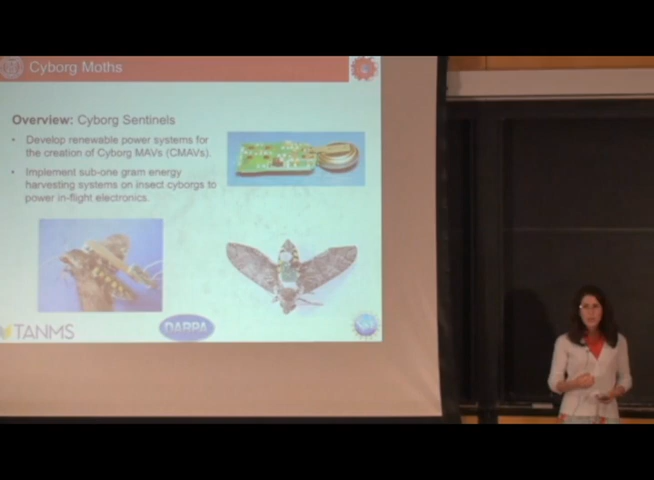 Cyborg Moths
Overview: Cyborg Sentinels
• Develop renewable power systems for
the creation of Cyborg MAVs (CMAVs).
• Implement sub-one gram energy
harvesting systems on insect cyborgs to
power in-flight electronics.
TANMS
DARPA